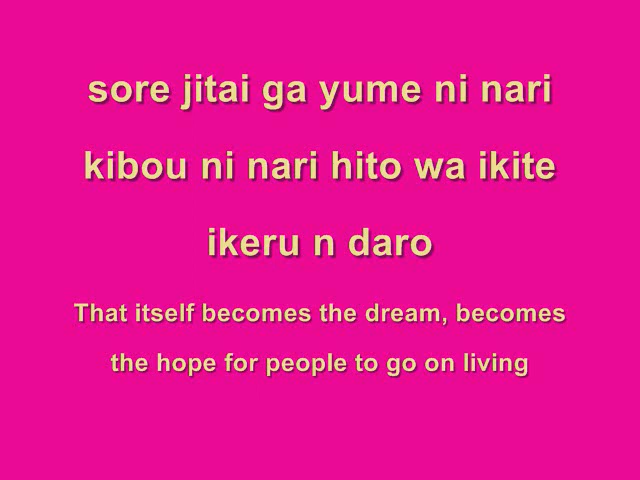 sore jitai ga yume ni nari
kibou ni nari hito wa ikite
ikeru n daro
That itself becomes the dream, becomes
the hope for people to go on living